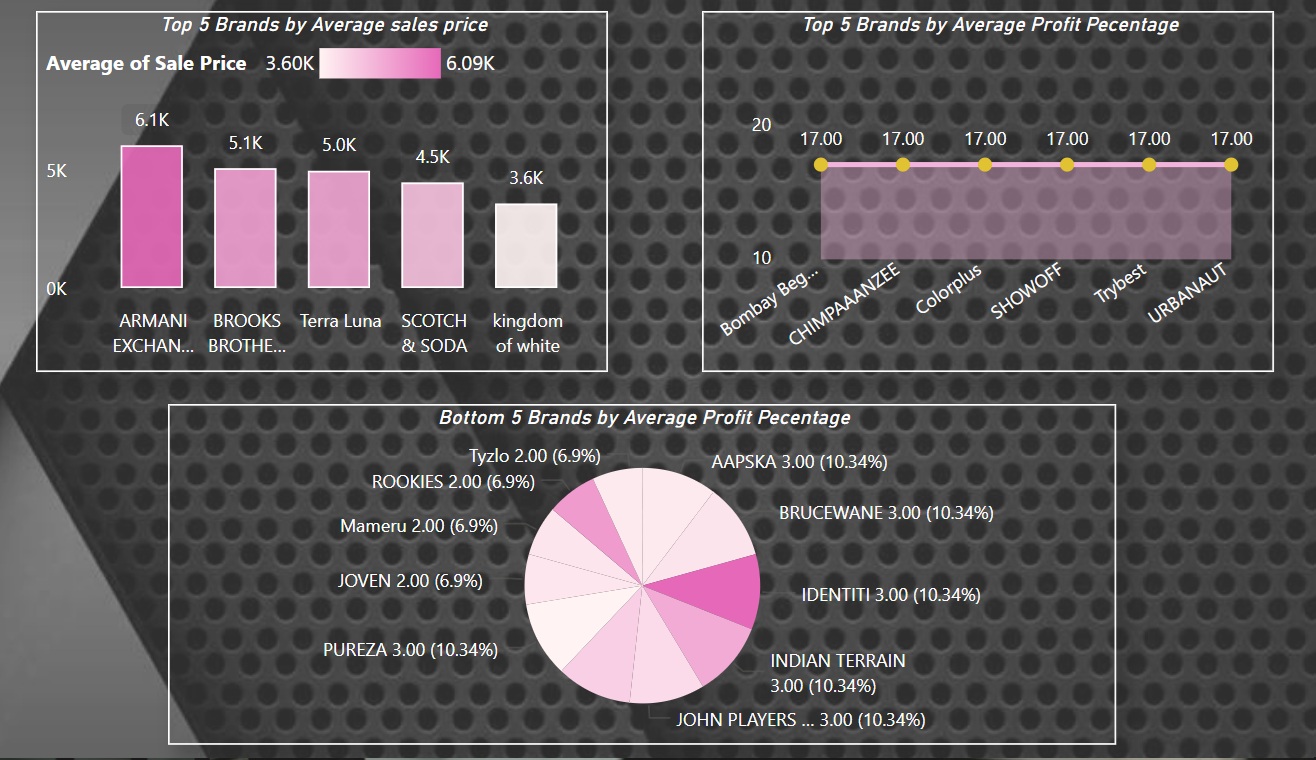 Top 5 Brands by Average sales price
Average of Sale Price 3.60K 6.09K
6.1K
5.1K
5.0K
4.5K
3.6K
5K
0K
ARMANI
EXCHAN...
BROOKS
BROTHE...
Terra Luna
SCOTCH
& SODA
kingdom
of white
Top 5 Brands by Average Profit Pecentage
20
17.00 17.00 17.00 17.00 17.00 17.00
10
Bombay Beg...
CHIMPAAANZEE
Colorplus
SHOWOFF
Trybest
URBANAUT
Bottom 5 Brands by Average Profit Pecentage
Tyzlo 2.00 (6.9%)
AAPSKA 3.00 (10.34%)
ROOKIES 2.00 (6.9%)
BRUCEWANE 3.00 (10.34%)
Mameru 2.00 (6.9%)
JOVEN 2.00 (6.9%)
IDENTITI 3.00 (10.34%)
PUREZA 3.00 (10.34%)
INDIAN TERRAIN
3.00 (10.34%)
JOHN PLAYERS ... 3.00 (10.34%)